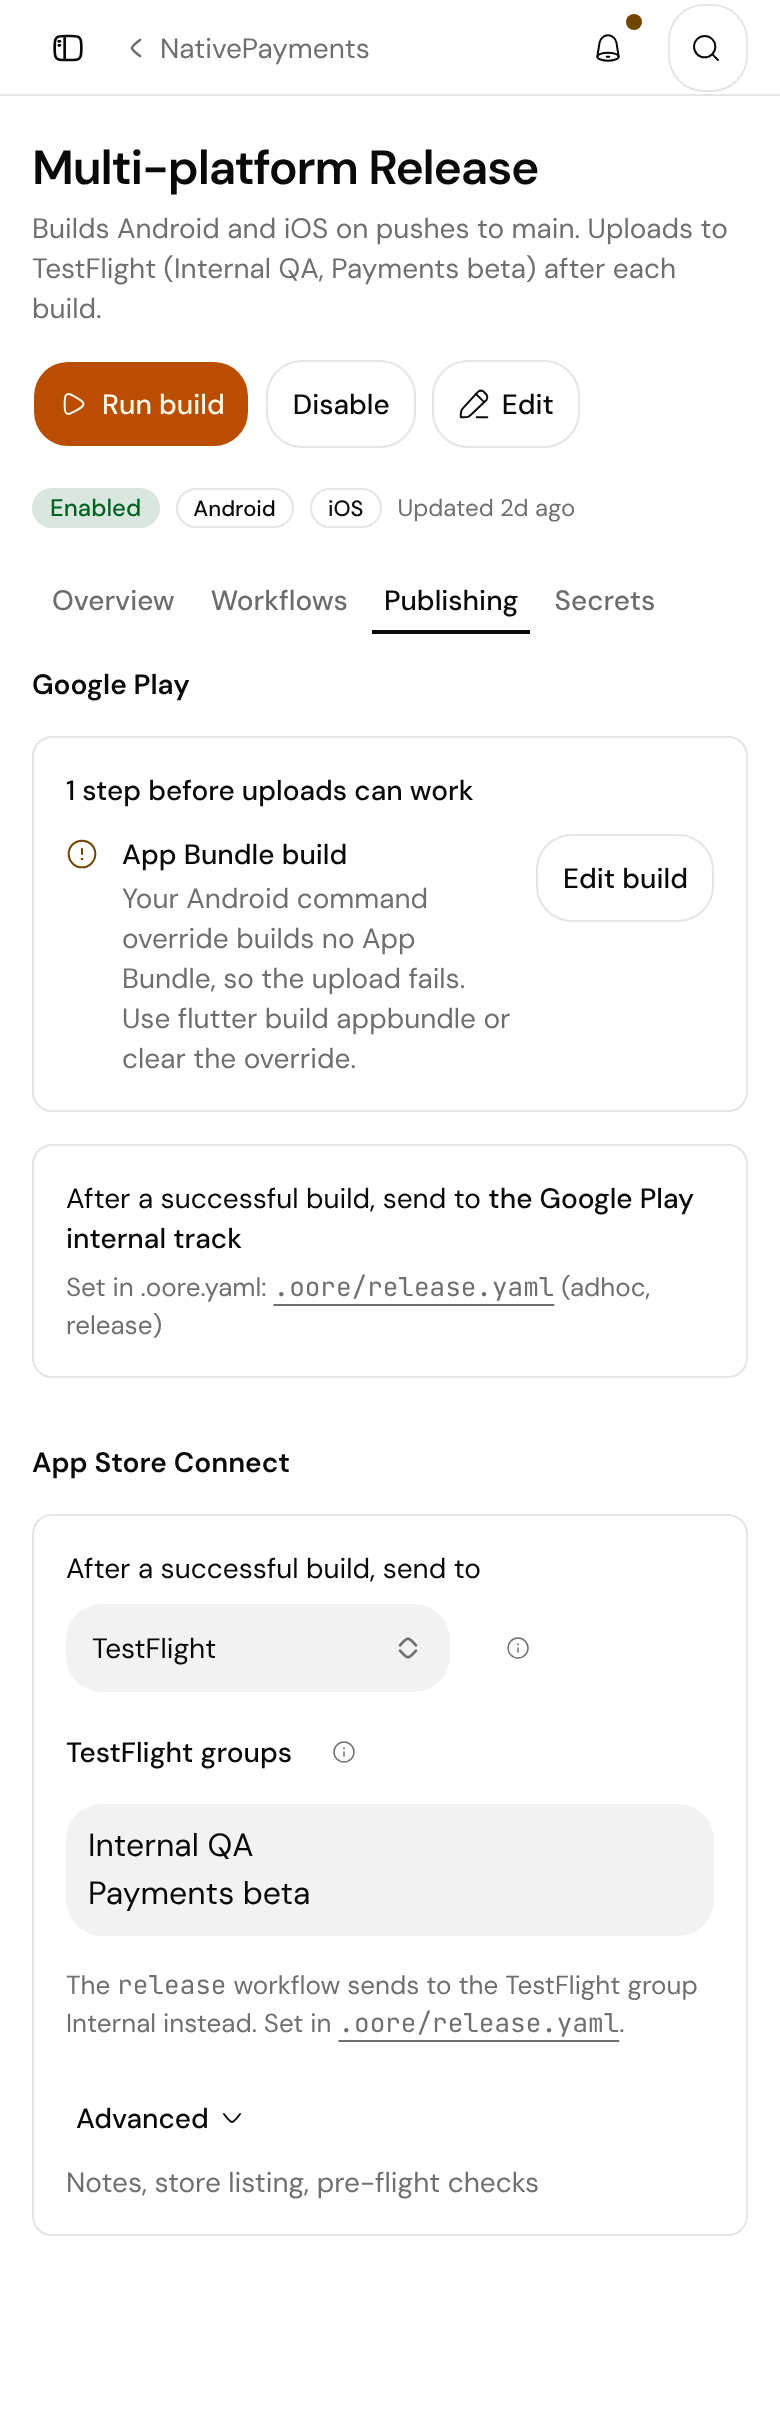 NativePayments
Multi-platform Release
Builds Android and iOS on pushes to main. Uploads to
TestFlight (Internal QA, Payments beta) after each
build.
Run build
Disable
Edit
Enabled
Android
iOS
Updated 2d ago
Overview
Workflows
Publishing
Secrets
Google Play
1 step before uploads can work
App Bundle build
Edit build
Your Android command
override builds no App
Bundle, so the upload fails.
Use flutter build appbundle or
clear the override.
After a successful build, send to the Google Play
internal track
Set in .oore.yaml: .oore/release.yaml (adhoc,
release)
App Store Connect
After a successful build, send to
TestFlight
TestFlight groups
Internal QA
Payments beta
The release workflow sends to the TestFlight group
Internal instead. Set in .oore/release.yaml.
Advanced
Notes, store listing, pre-flight checks